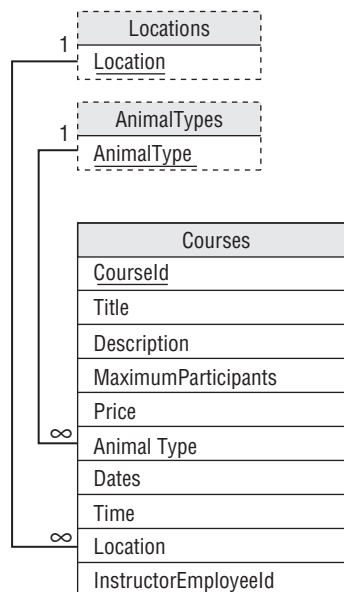 Locations
1
Location
AnimalTypes
1
AnimalType
Courses
CourseId
Title
Description
MaximumParticipants
Price
∞
Animal Type
Dates
Time
∞
Location
InstructorEmployeeId